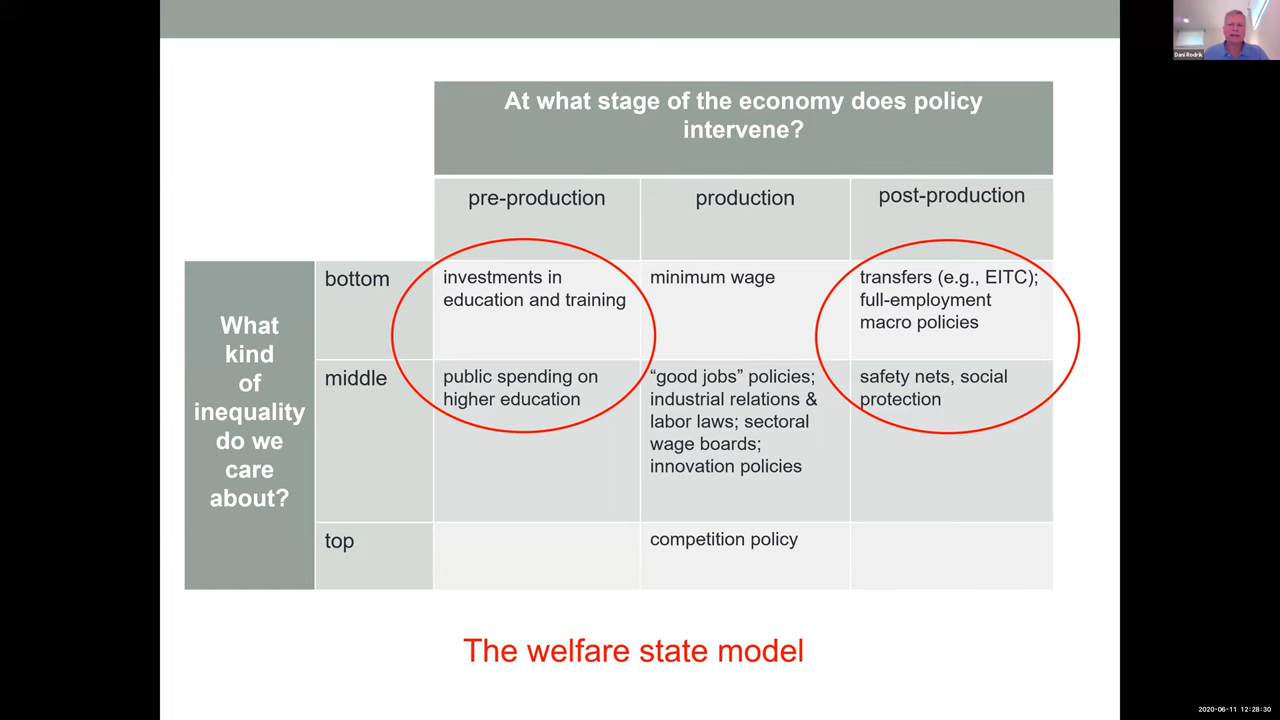 Dani Rodrik
At what stage of the economy does policy
intervene?
pre-production
production
post-production
What
kind
of
inequality
do we
care
about?
bottom
investments in
education and training
minimum wage
transfers (e.g., EITC);
full-employment
macro policies
middle
public spending on
higher education
“good jobs” policies;
industrial relations &
labor laws; sectoral
wage boards;
innovation policies
safety nets, social
protection
top
competition policy
The welfare state model
2020-06-11 12:28:30